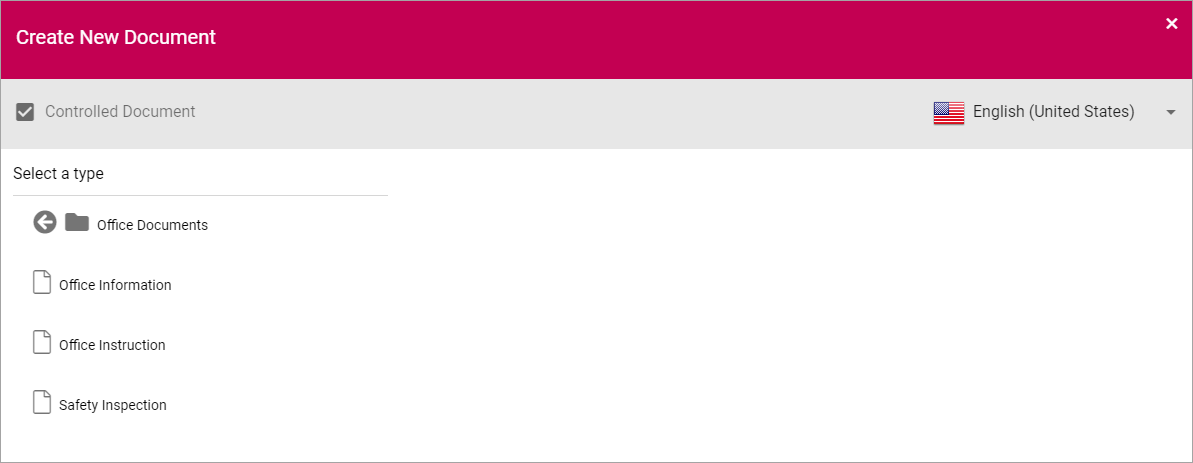 Create New Document
Controlled Document
English (United States)
Select a type
Office Documents
Office Information
Office Instruction
Safety Inspection